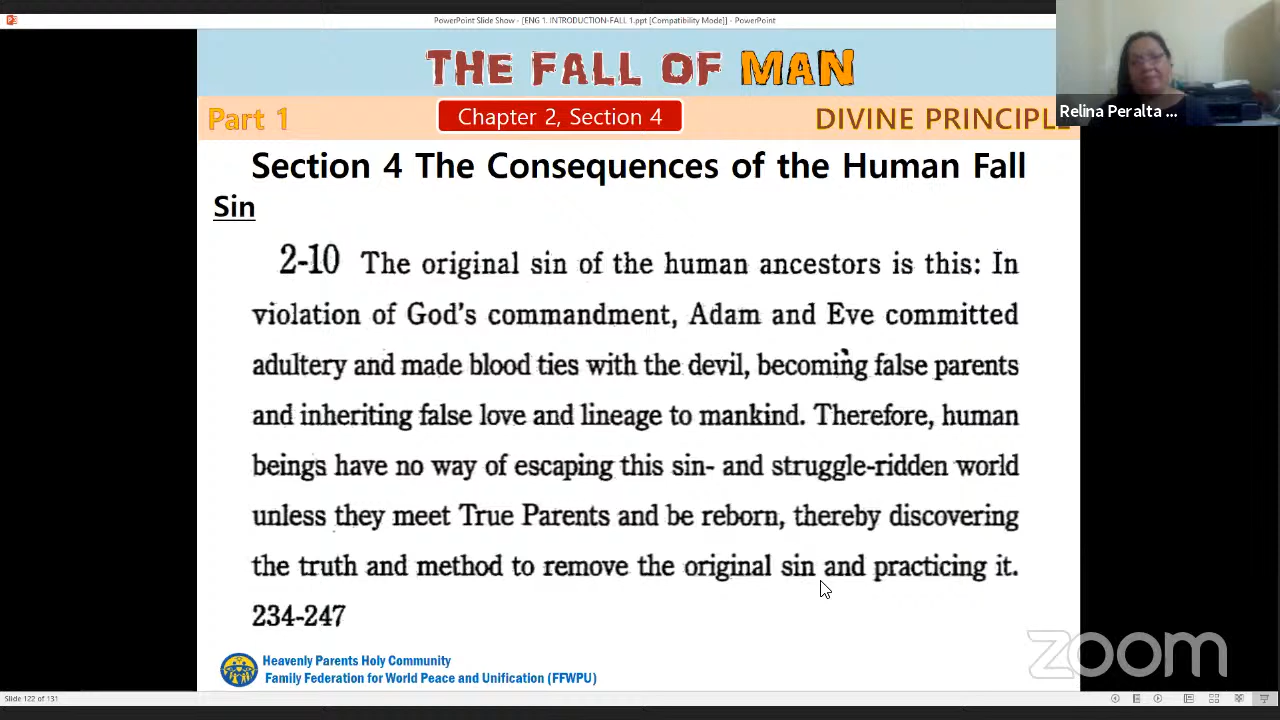 PowerPoint Slide Show - [ENG 1. INTRODUCTION-FALL 1.ppt [Compatibility Mode]] - PowerPoint
THE FALL OF MAN
Part 1
Chapter 2, Section 4
DIVINE PRINCIPLE
Relina Peralta ...
Section 4 The Consequences of the Human Fall
Sin
2-10 The original sin of the human ancestors is this: In
violation of God's commandment, Adam and Eve committed
adultery and made blood ties with the devil, becoming false parents
and inheriting false love and lineage to mankind. Therefore, human
beings have no way of escaping this sin- and struggle-ridden world
unless they meet True Parents and be reborn, thereby discovering
the truth and method to remove the original sin and practicing it.
234-247
Heavenly Parents Holy Community
Family Federation for World Peace and Unification (FFWPU)
zoom
Slide 122 of 131